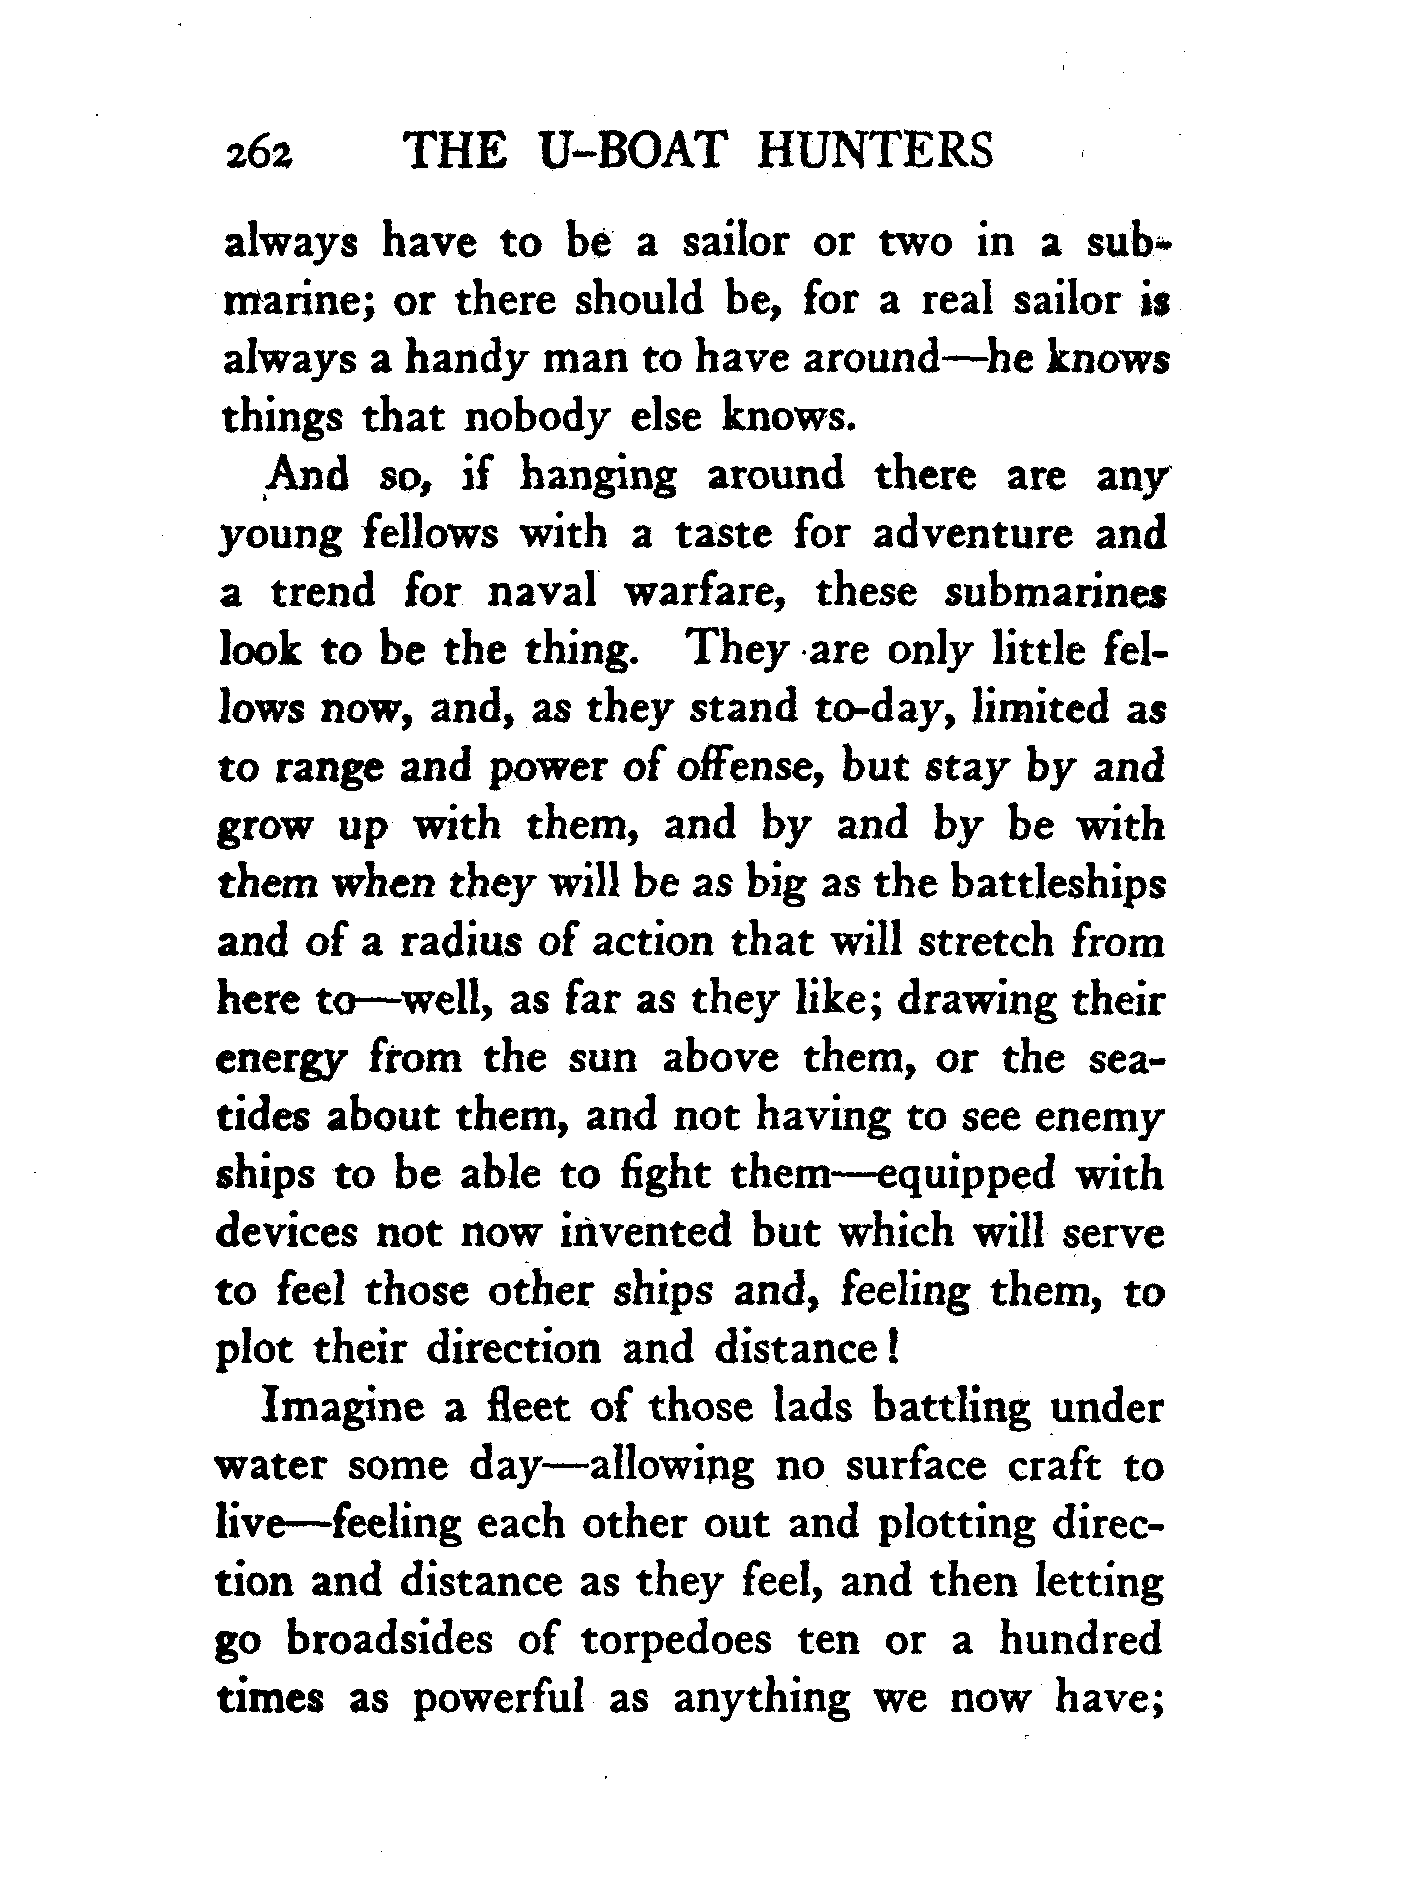 262 THE U-BOAT HUNTERS
always have to be a sailor or two in a sub-
marine; or there should be, for a real sailor is
always a handy man to have around—he knows
things that nobody else knows.
And so, if hanging around there are any
young fellows with a taste for adventure and
a trend for naval warfare, these submarines
look to be the thing. They are only little fel-
lows now, and, as they stand to-day, limited as
to range and power of offense, but stay by and
grow up with them, and by and by be with
them when they will be as big as the battleships
and of a radius of action that will stretch from
here to—well, as far as they like; drawing their
energy from the sun above them, or the sea-
tides about them, and not having to see enemy
ships to be able to fight them—equipped with
devices not now invented but which will serve
to feel those other ships and, feeling them, to
plot their direction and distance!
Imagine a fleet of those lads battling under
water some day—allowing no surface craft to
live—feeling each other out and plotting direc-
tion and distance as they feel, and then letting
go broadsides of torpedoes ten or a hundred
times as powerful as anything we now have;